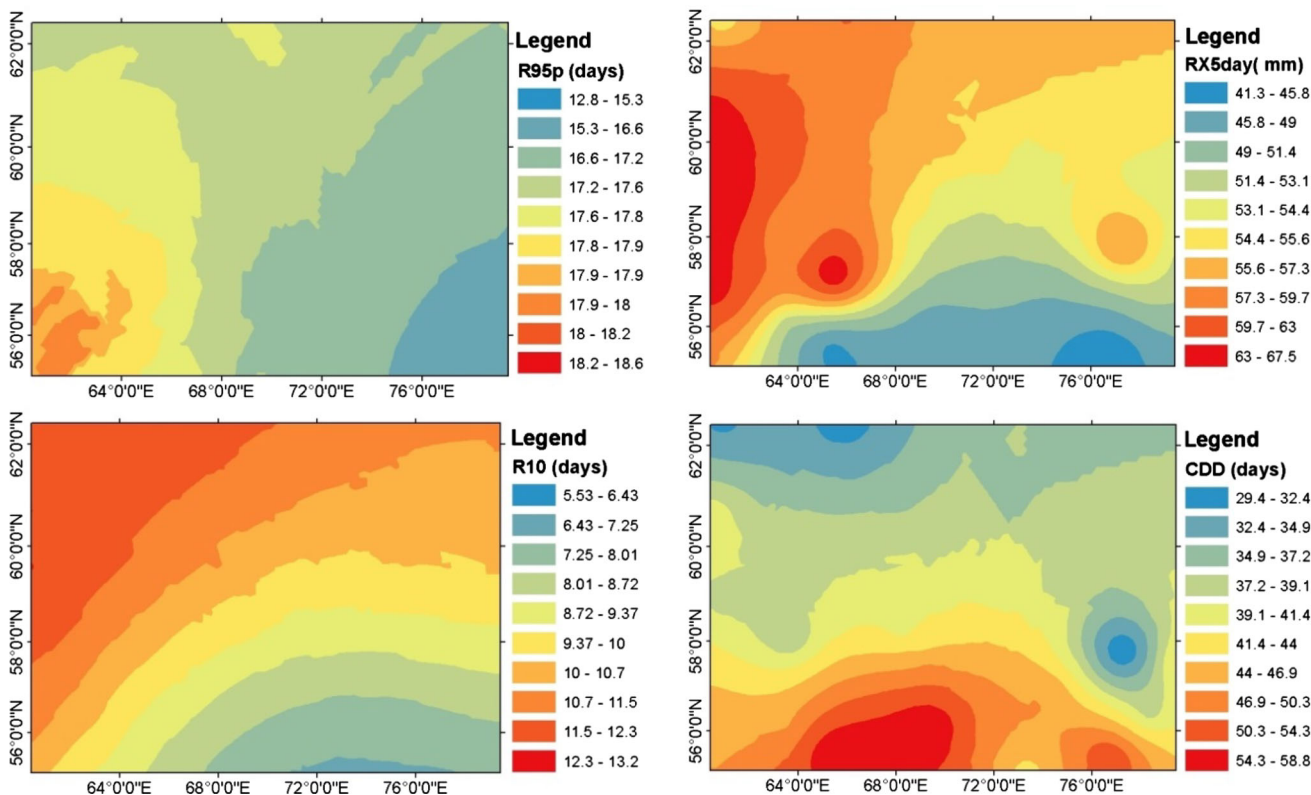 62°0'0"N
60°0'0"N
58°0'0"N
56°0'0"N
64°0'0"E 68°0'0"E 72°0'0"E 76°0'0"E
Legend
R95p (days)
12.8 - 15.3
15.3 - 16.6
16.6 - 17.2
17.2 - 17.6
17.6 - 17.8
17.8 - 17.9
17.9 - 17.9
17.9 - 18
18 - 18.2
18.2 - 18.6
62°0'0"N
60°0'0"N
58°0'0"N
56°0'0"N
64°0'0"E 68°0'0"E 72°0'0"E 76°0'0"E
Legend
RX5day( mm)
41.3 - 45.8
45.8 - 49
49 - 51.4
51.4 - 53.1
53.1 - 54.4
54.4 - 55.6
55.6 - 57.3
57.3 - 59.7
59.7 - 63
63 - 67.5
62°0'0"N
60°0'0"N
58°0'0"N
56°0'0"N
64°0'0"E 68°0'0"E 72°0'0"E 76°0'0"E
Legend
R10 (days)
5.53 - 6.43
6.43 - 7.25
7.25 - 8.01
8.01 - 8.72
8.72 - 9.37
9.37 - 10
10 - 10.7
10.7 - 11.5
11.5 - 12.3
12.3 - 13.2
62°0'0"N
60°0'0"N
58°0'0"N
56°0'0"N
64°0'0"E 68°0'0"E 72°0'0"E 76°0'0"E
Legend
CDD (days)
29.4 - 32.4
32.4 - 34.9
34.9 - 37.2
37.2 - 39.1
39.1 - 41.4
41.4 - 44
44 - 46.9
46.9 - 50.3
50.3 - 54.3
54.3 - 58.8